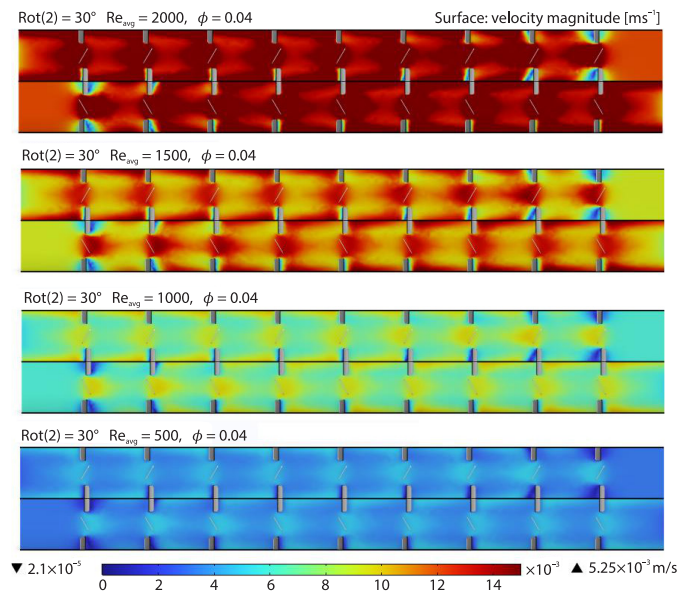 Rot(2) = 30° Re_avg = 2000, ϕ = 0.04 Surface: velocity magnitude [ms⁻¹]
Rot(2) = 30° Re_avg = 1500, ϕ = 0.04
Rot(2) = 30° Re_avg = 1000, ϕ = 0.04
Rot(2) = 30° Re_avg = 500, ϕ = 0.04
▼ 2.1×10⁻⁵ ×10⁻³ ▲ 5.25×10⁻³ m/s
0 2 4 6 8 10 12 14